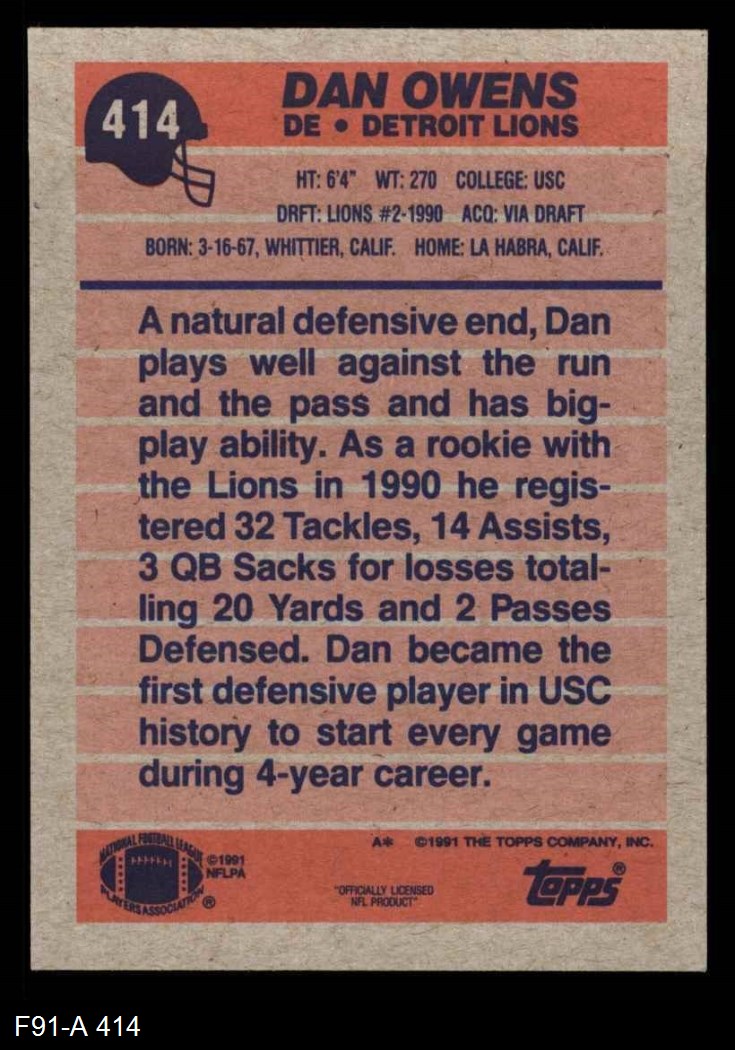 414
DAN OWENS
DE • DETROIT LIONS
HT: 6'4" WT: 270 COLLEGE: USC
DRFT: LIONS #2-1990 ACQ: VIA DRAFT
BORN: 3-16-67, WHITTIER, CALIF. HOME: LA HABRA, CALIF.
A natural defensive end, Dan
plays well against the run
and the pass and has big-
play ability. As a rookie with
the Lions in 1990 he regis-
tered 32 Tackles, 14 Assists,
3 QB Sacks for losses total-
ling 20 Yards and 2 Passes
Defensed. Dan became the
first defensive player in USC
history to start every game
during 4-year career.
NATIONAL FOOTBALL LEAGUE
PLAYERS ASSOCIATION ®
©1991
NFLPA
A* ©1991 THE TOPPS COMPANY, INC.
"OFFICIALLY LICENSED
NFL PRODUCT"
topps®
F91-A 414